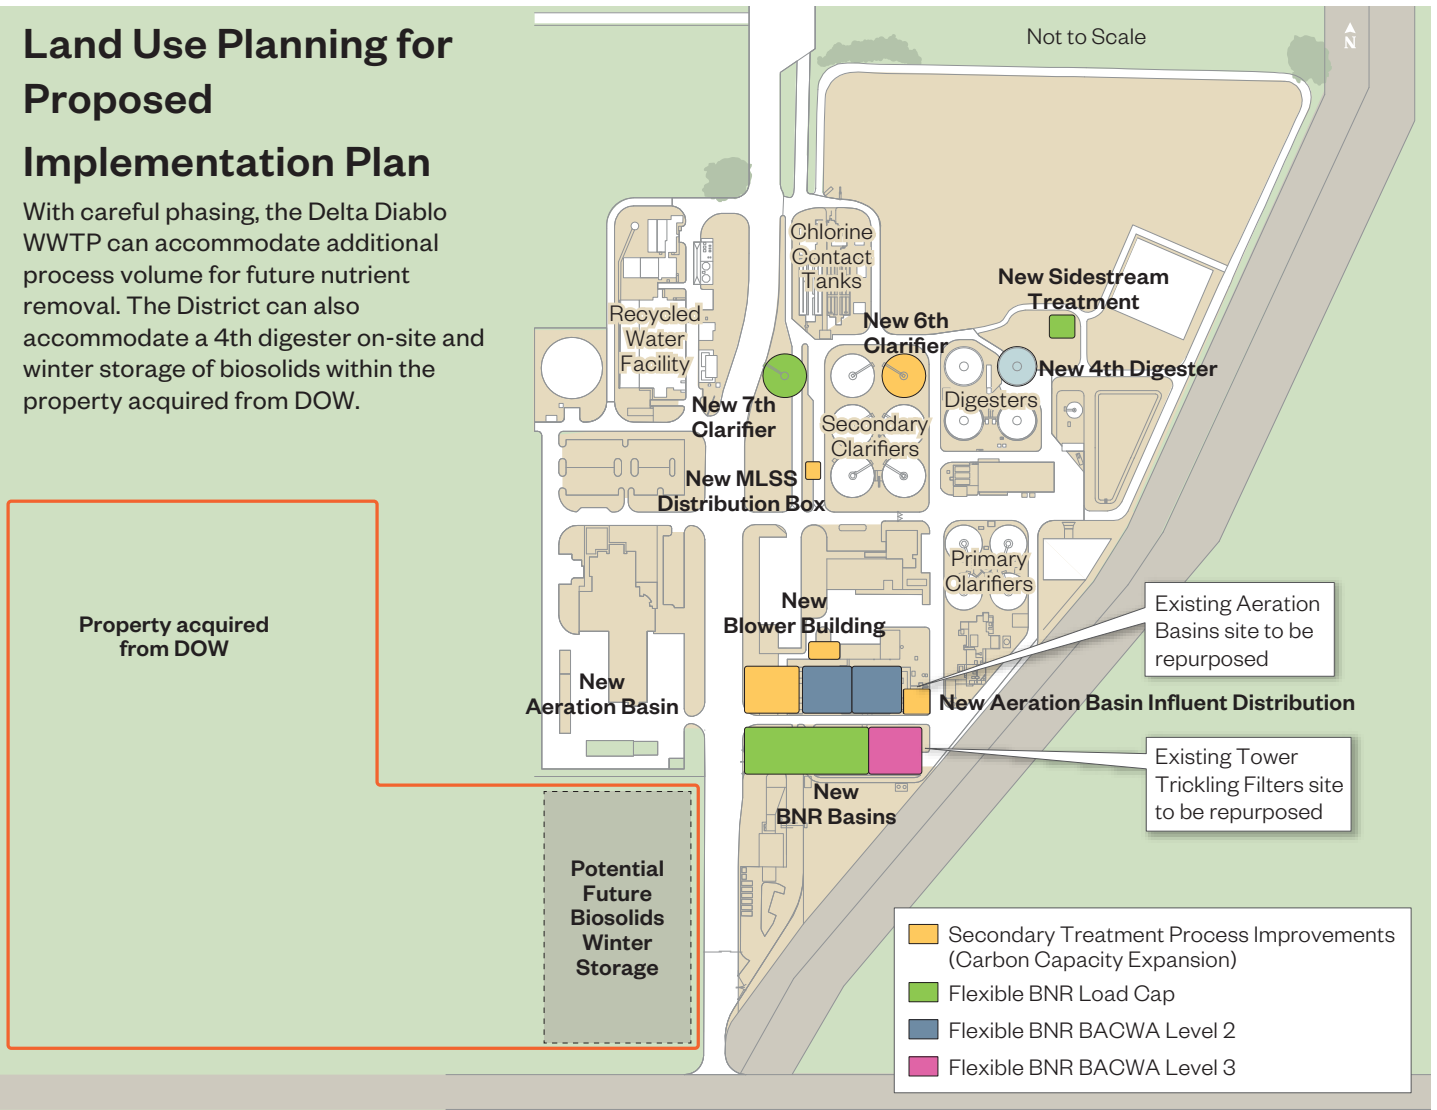 Land Use Planning for
Proposed
Implementation Plan
With careful phasing, the Delta Diablo
WWTP can accommodate additional
process volume for future nutrient
removal. The District can also
accommodate a 4th digester on-site and
winter storage of biosolids within the
property acquired from DOW.
Not to Scale
N
Chlorine
Contact
Tanks
New Sidestream
Treatment
Recycled
Water
Facility
New 6th
Clarifier
New 4th Digester
New 7th
Clarifier
Digesters
Secondary
Clarifiers
New MLSS
Distribution Box
Primary
Clarifiers
Property acquired
from DOW
New
Blower Building
Existing Aeration
Basins site to be
repurposed
New
Aeration Basin
New Aeration Basin Influent Distribution
Existing Tower
Trickling Filters site
to be repurposed
New
BNR Basins
Potential
Future
Biosolids
Winter
Storage
Secondary Treatment Process Improvements
(Carbon Capacity Expansion)
Flexible BNR Load Cap
Flexible BNR BACWA Level 2
Flexible BNR BACWA Level 3